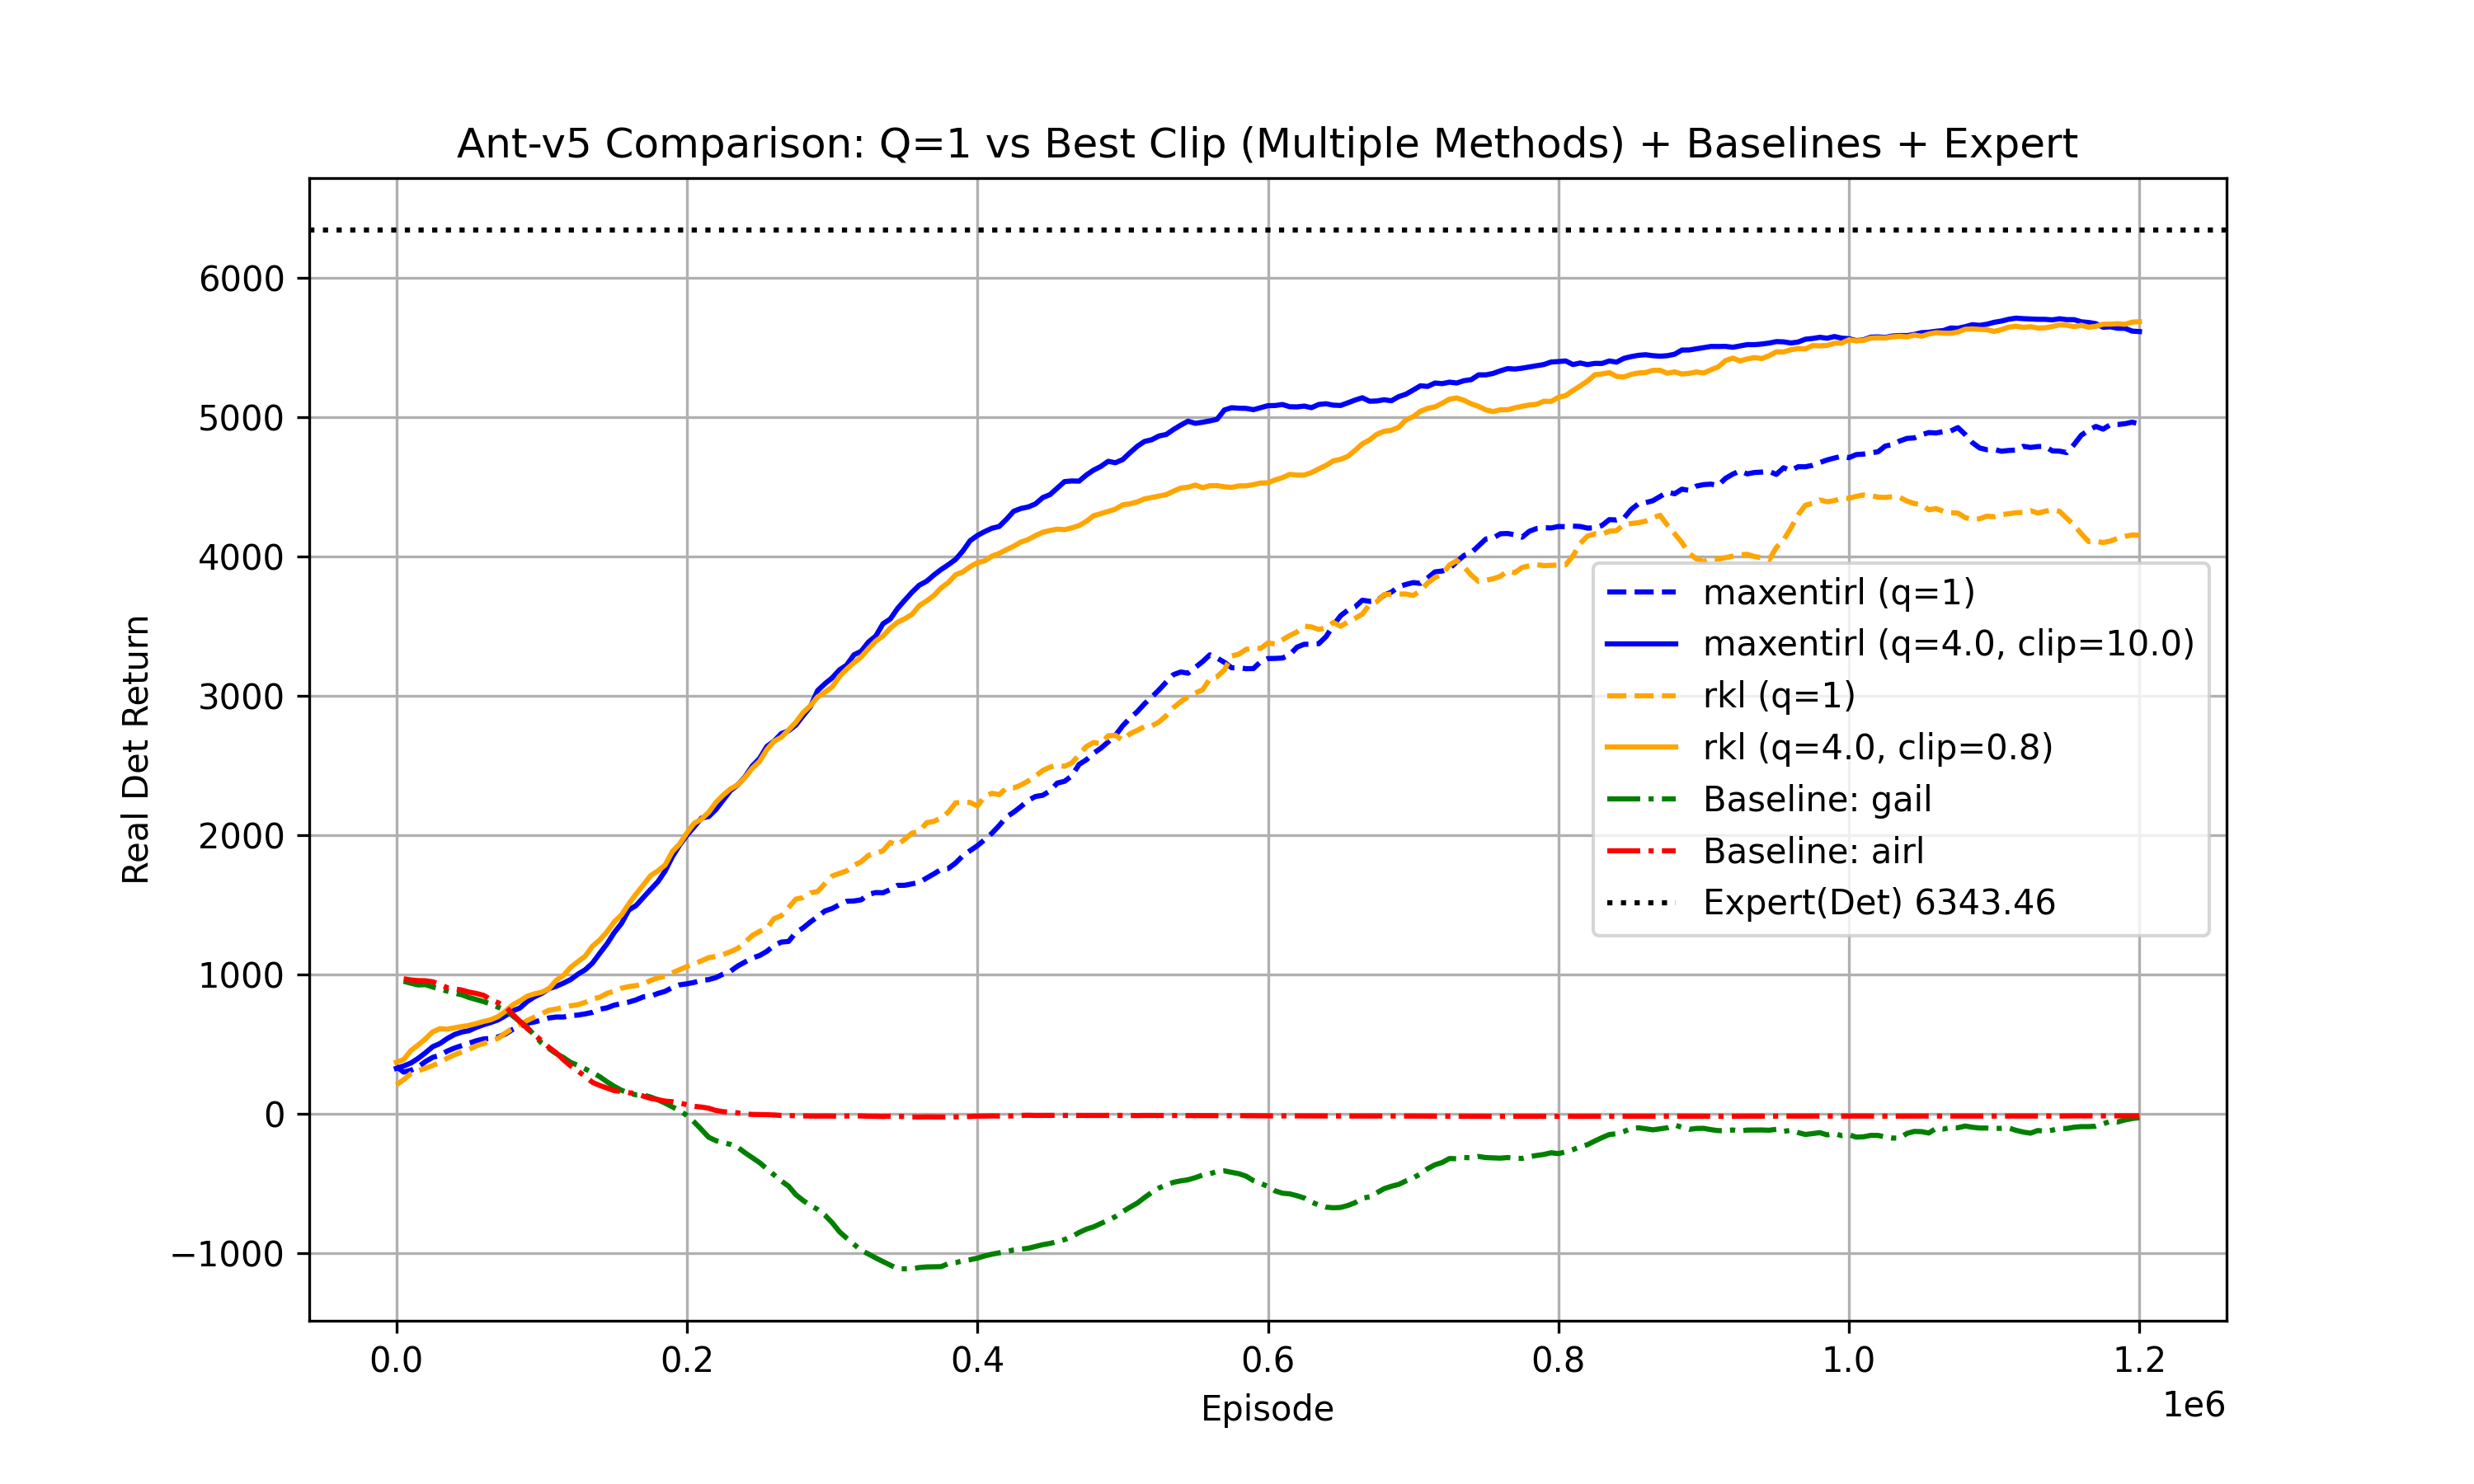 Ant-v5 Comparison: Q=1 vs Best Clip (Multiple Methods) + Baselines + Expert
Real Det Return
6000
5000
4000
3000
2000
1000
0
−1000
maxentirl (q=1)
maxentirl (q=4.0, clip=10.0)
rkl (q=1)
rkl (q=4.0, clip=0.8)
Baseline: gail
Baseline: airl
Expert(Det) 6343.46
0.0 0.2 0.4 0.6 0.8 1.0 1.2
1e6
Episode